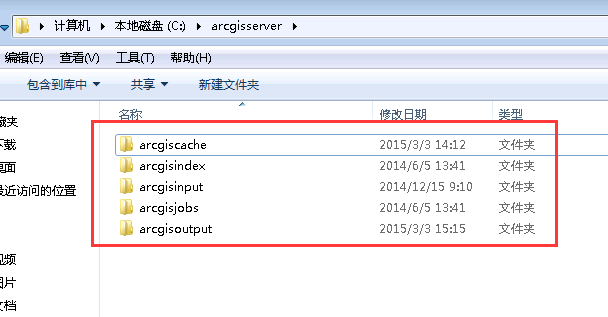 计算机 ▸ 本地磁盘 (C:) ▸ arcgisserver ▸
编辑(E) 查看(V) 工具(T) 帮助(H)
包含到库中 共享 新建文件夹
名称 修改日期 类型
藏夹
下载
桌面
最近访问的位置
视频
图片
文档
arcgiscache 2015/3/3 14:12 文件夹
arcgisindex 2014/6/5 13:41 文件夹
arcgisinput 2014/12/15 9:10 文件夹
arcgisjobs 2014/6/5 13:41 文件夹
arcgisoutput 2015/3/3 15:15 文件夹